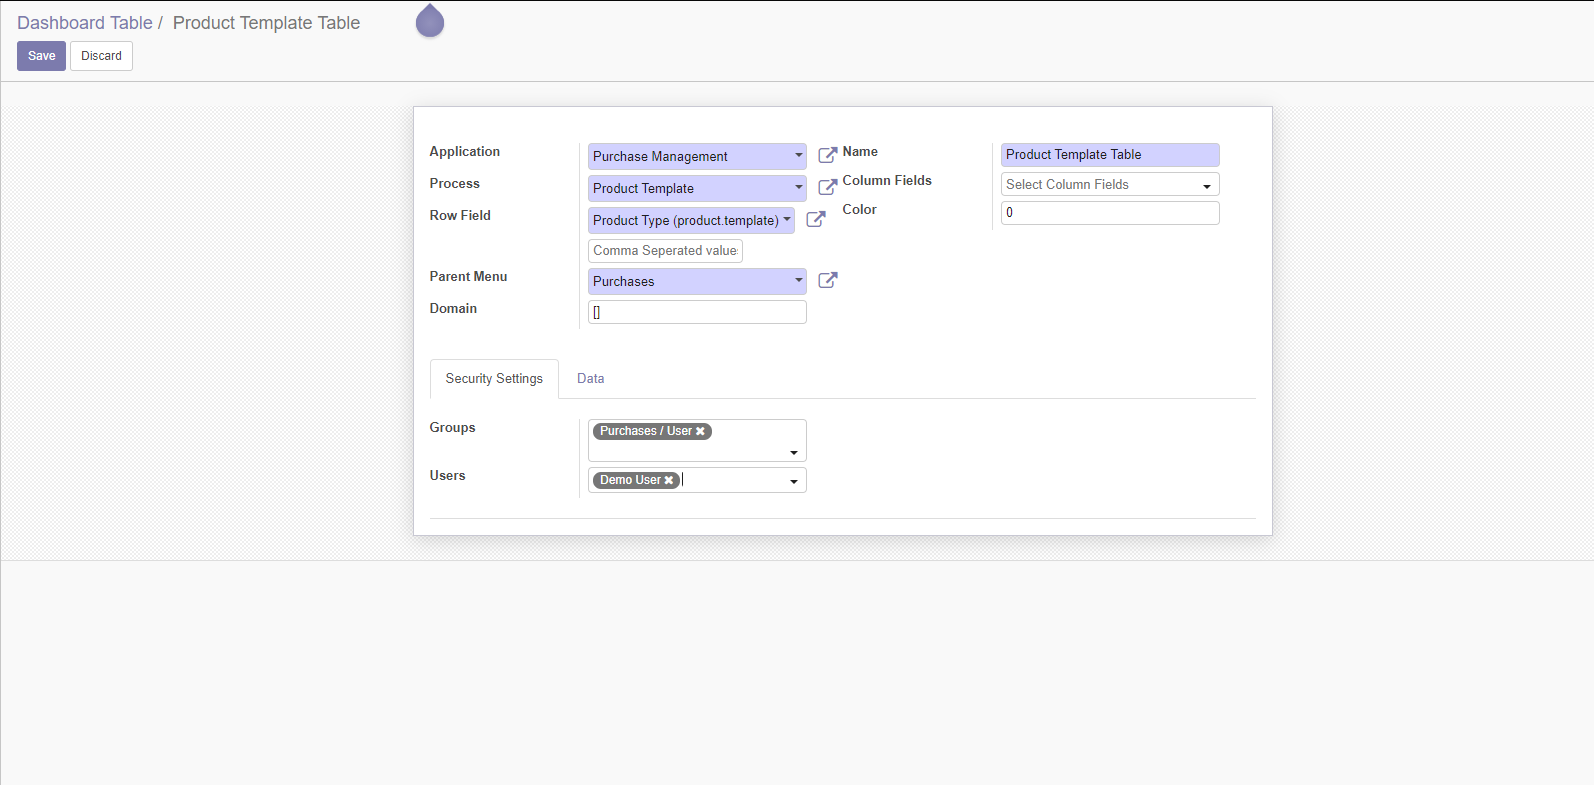 Dashboard Table / Product Template Table
Save Discard
Application Purchase Management
Process Product Template
Row Field Product Type (product.template)
Comma Seperated value
Parent Menu Purchases
Domain []
Name Product Template Table
Column Fields Select Column Fields
Color 0
Security Settings Data
Groups Purchases / User ✖
Users Demo User ✖